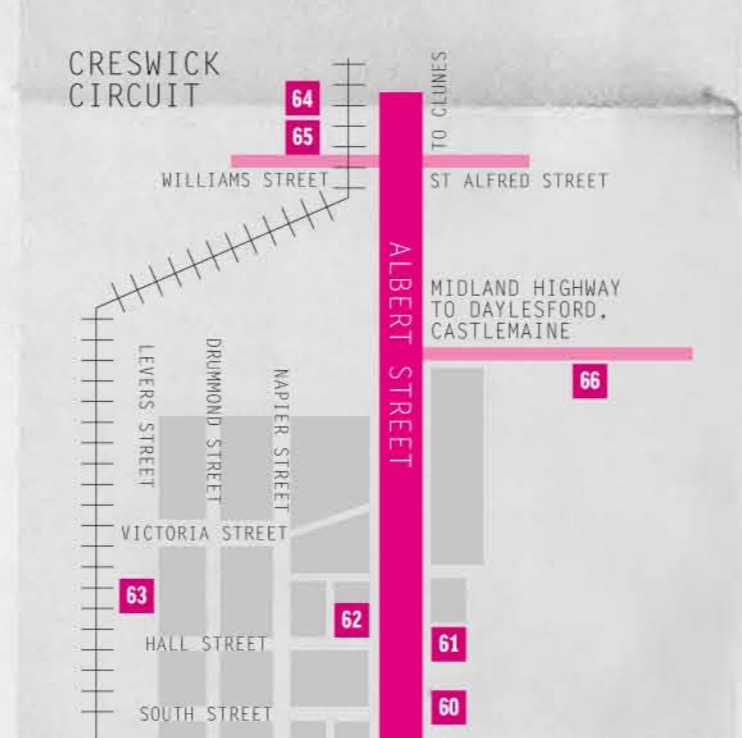 CRESWICK
CIRCUIT
64
TO CLUNES
65
WILLIAMS STREET
ST ALFRED STREET
ALBERT STREET
MIDLAND HIGHWAY
TO DAYLESFORD,
CASTLEMAINE
66
LEVERS STREET
DRUMMOND STREET
NAPIER STREET
VICTORIA STREET
63
62
HALL STREET
61
SOUTH STREET
60